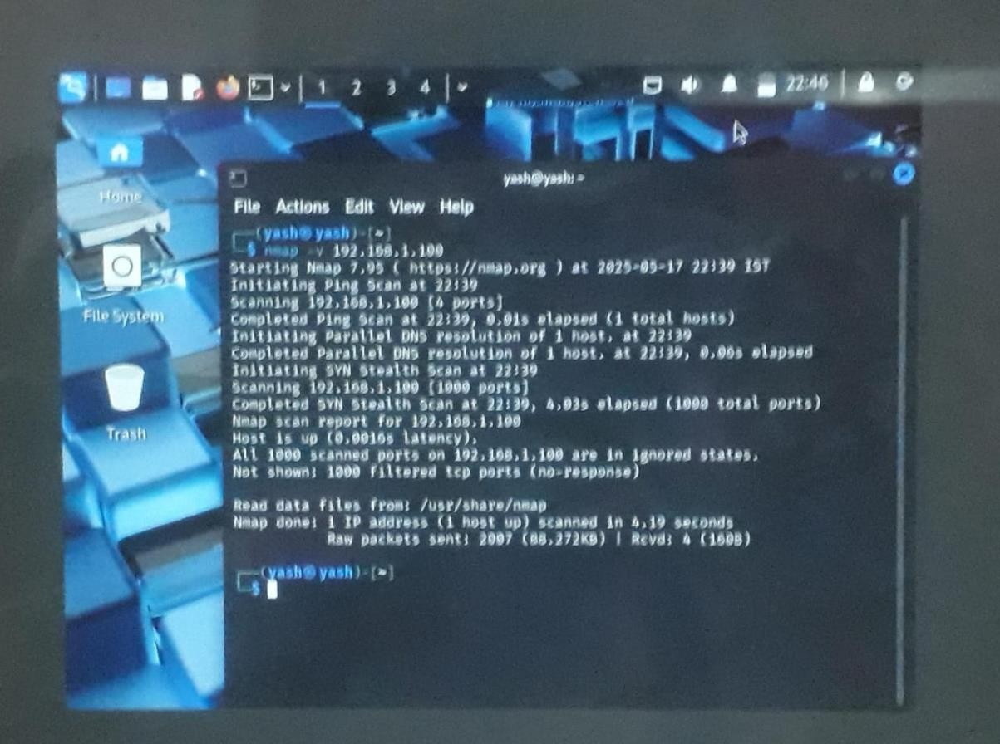 1 2 3 4 22:46
yash@yash: ~
File Actions Edit View Help
Home
File System
Trash
(yash㉿yash)-[~]
$ nmap -v 192.168.1.100
Starting Nmap 7.95 ( https://nmap.org ) at 2025-05-17 22:39 IST
Initiating Ping Scan at 22:39
Scanning 192.168.1.100 [4 ports]
Completed Ping Scan at 22:39, 0.01s elapsed (1 total hosts)
Initiating Parallel DNS resolution of 1 host. at 22:39
Completed Parallel DNS resolution of 1 host. at 22:39, 0.00s elapsed
Initiating SYN Stealth Scan at 22:39
Scanning 192.168.1.100 [1000 ports]
Completed SYN Stealth Scan at 22:39, 4.03s elapsed (1000 total ports)
Nmap scan report for 192.168.1.100
Host is up (0.0016s latency).
All 1000 scanned ports on 192.168.1.100 are in ignored states.
Not shown: 1000 filtered tcp ports (no-response)
Read data files from: /usr/share/nmap
Nmap done: 1 IP address (1 host up) scanned in 4.19 seconds
Raw packets sent: 2007 (88.272KB) | Rcvd: 4 (160B)
(yash㉿yash)-[~]
$